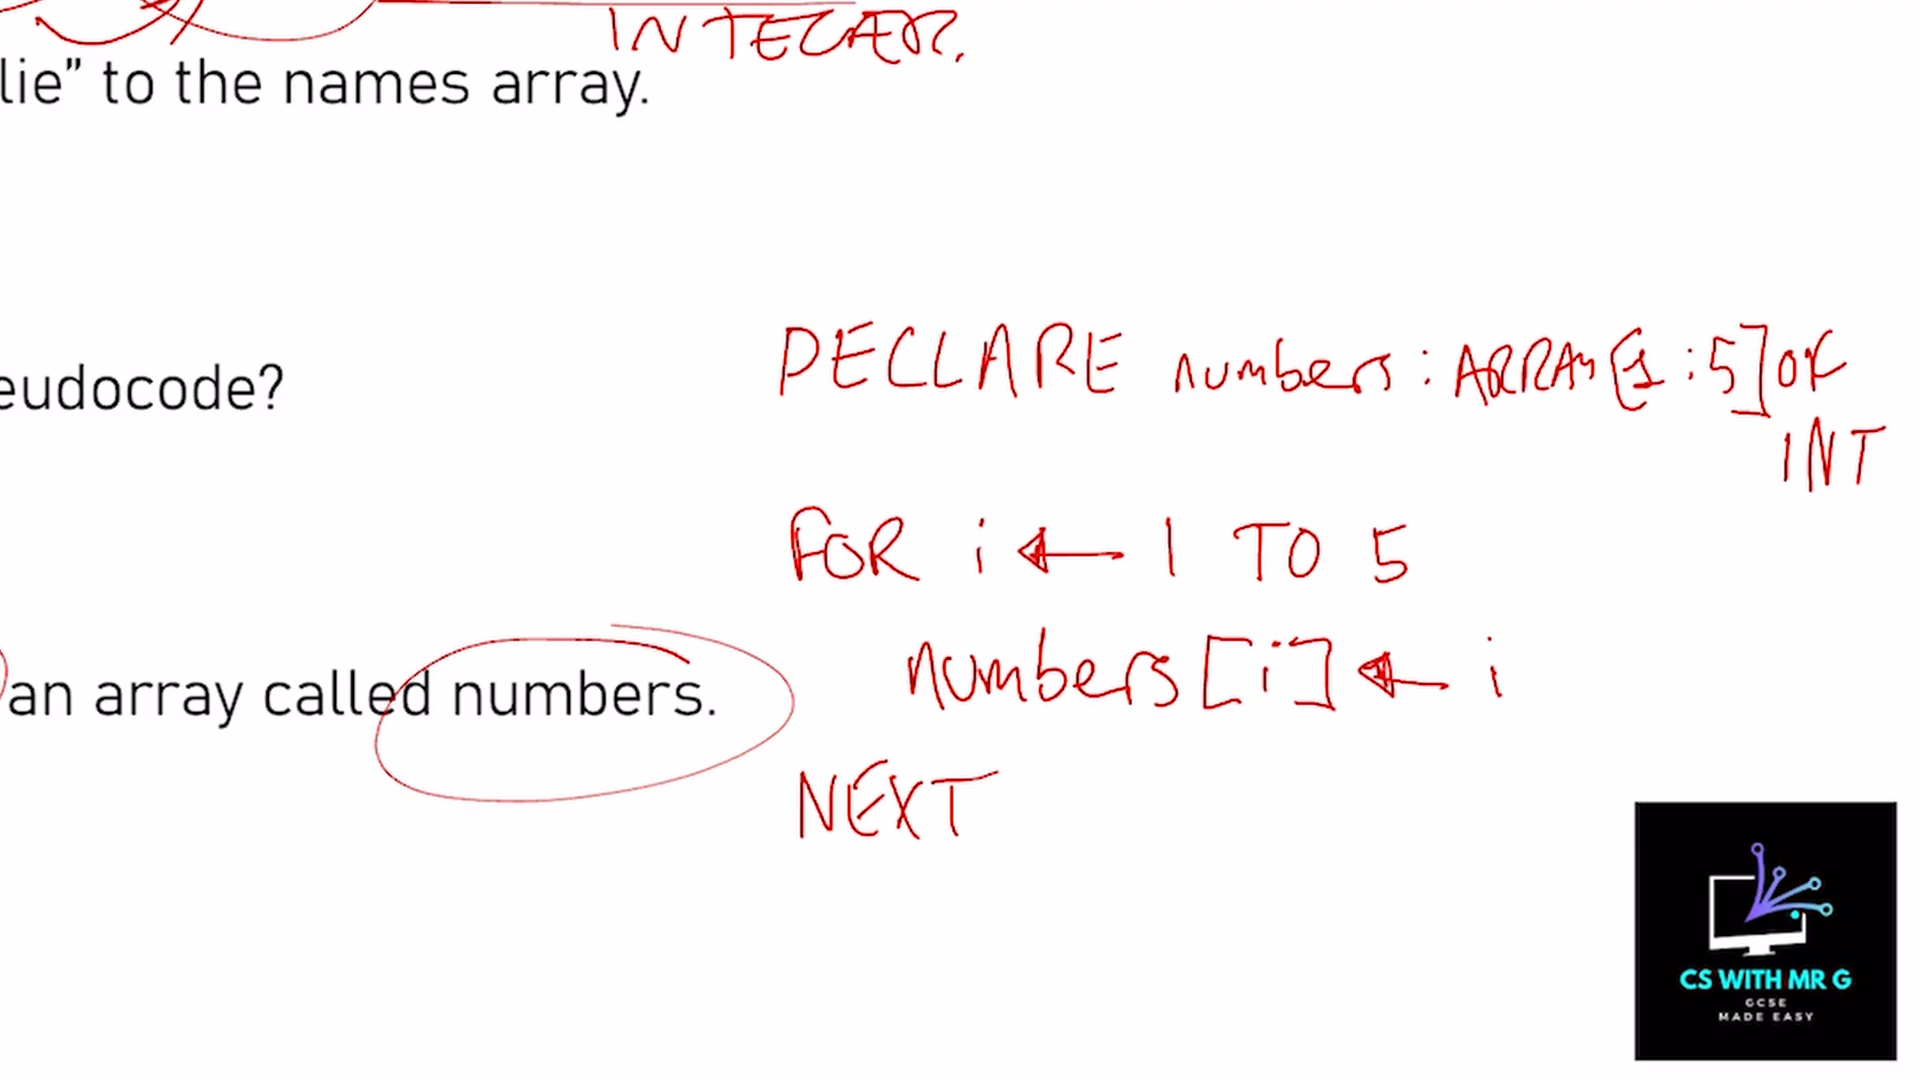 INTEGER.
lie” to the names array.
DECLARE numbers : ARRAY[1 : 5] OF
INT
eudocode?
FOR i ← 1 TO 5
an array called numbers.
numbers[i] ← i
NEXT
CS WITH MR G
GCSE
MADE EASY